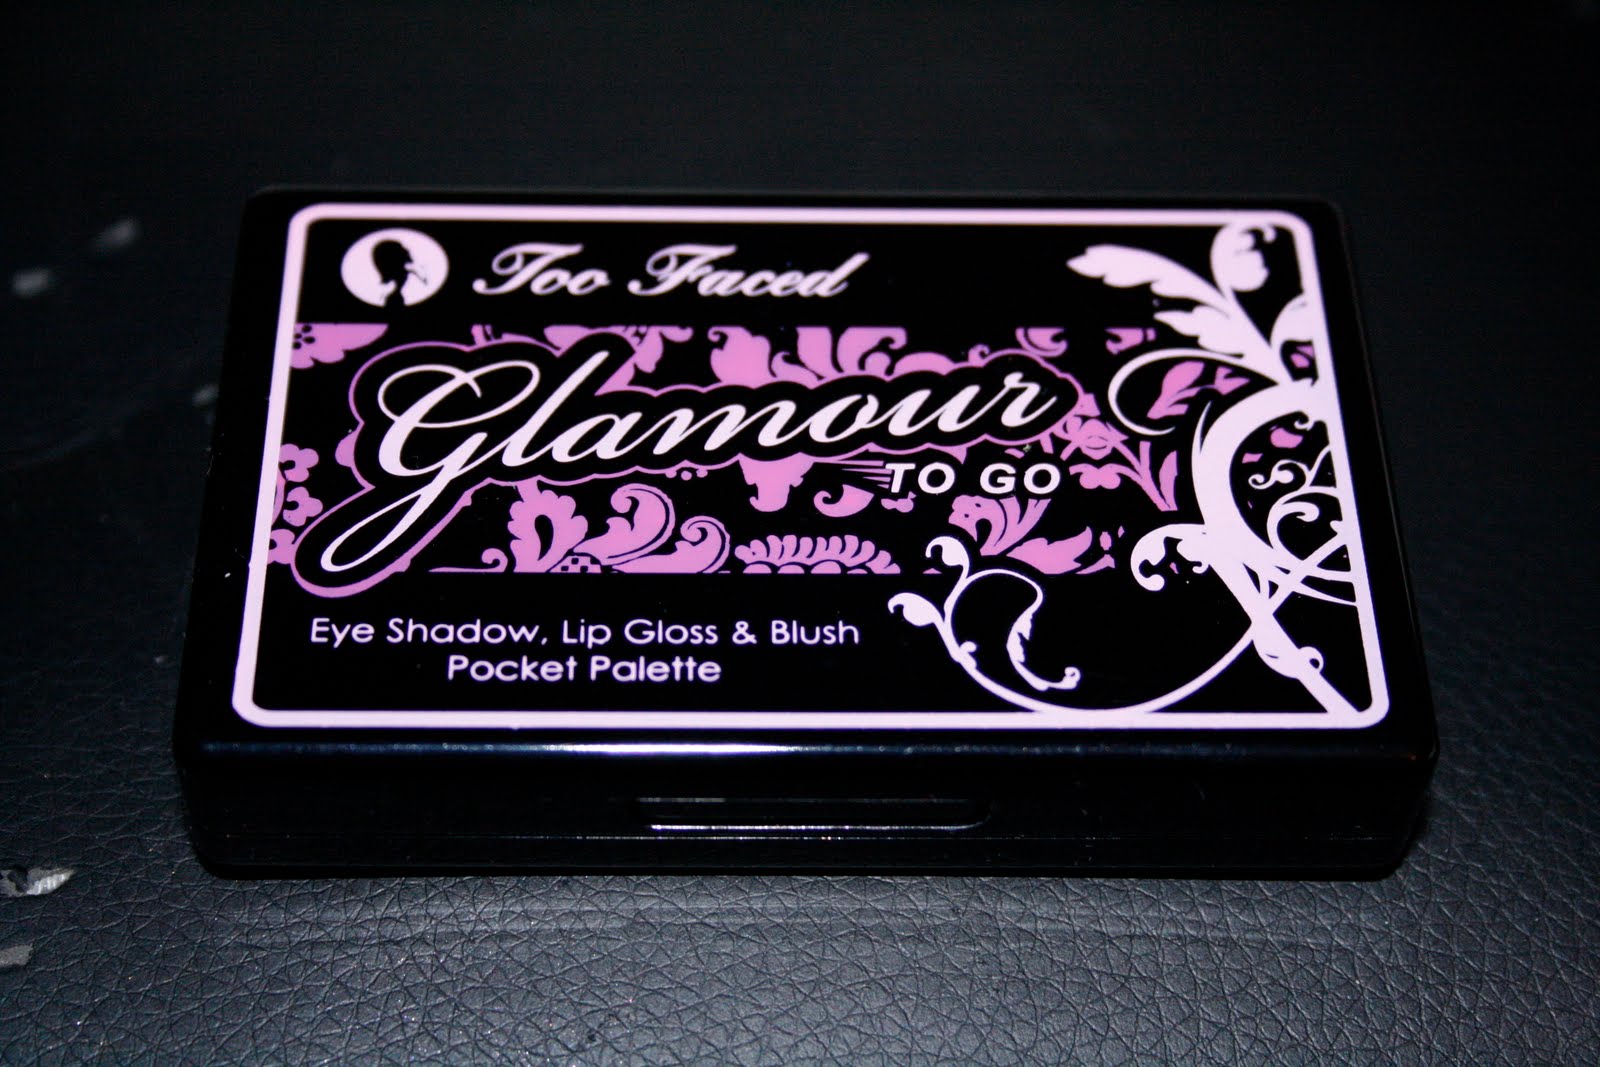 Too Faced
Glamour
TO GO
Eye Shadow, Lip Gloss & Blush
Pocket Palette